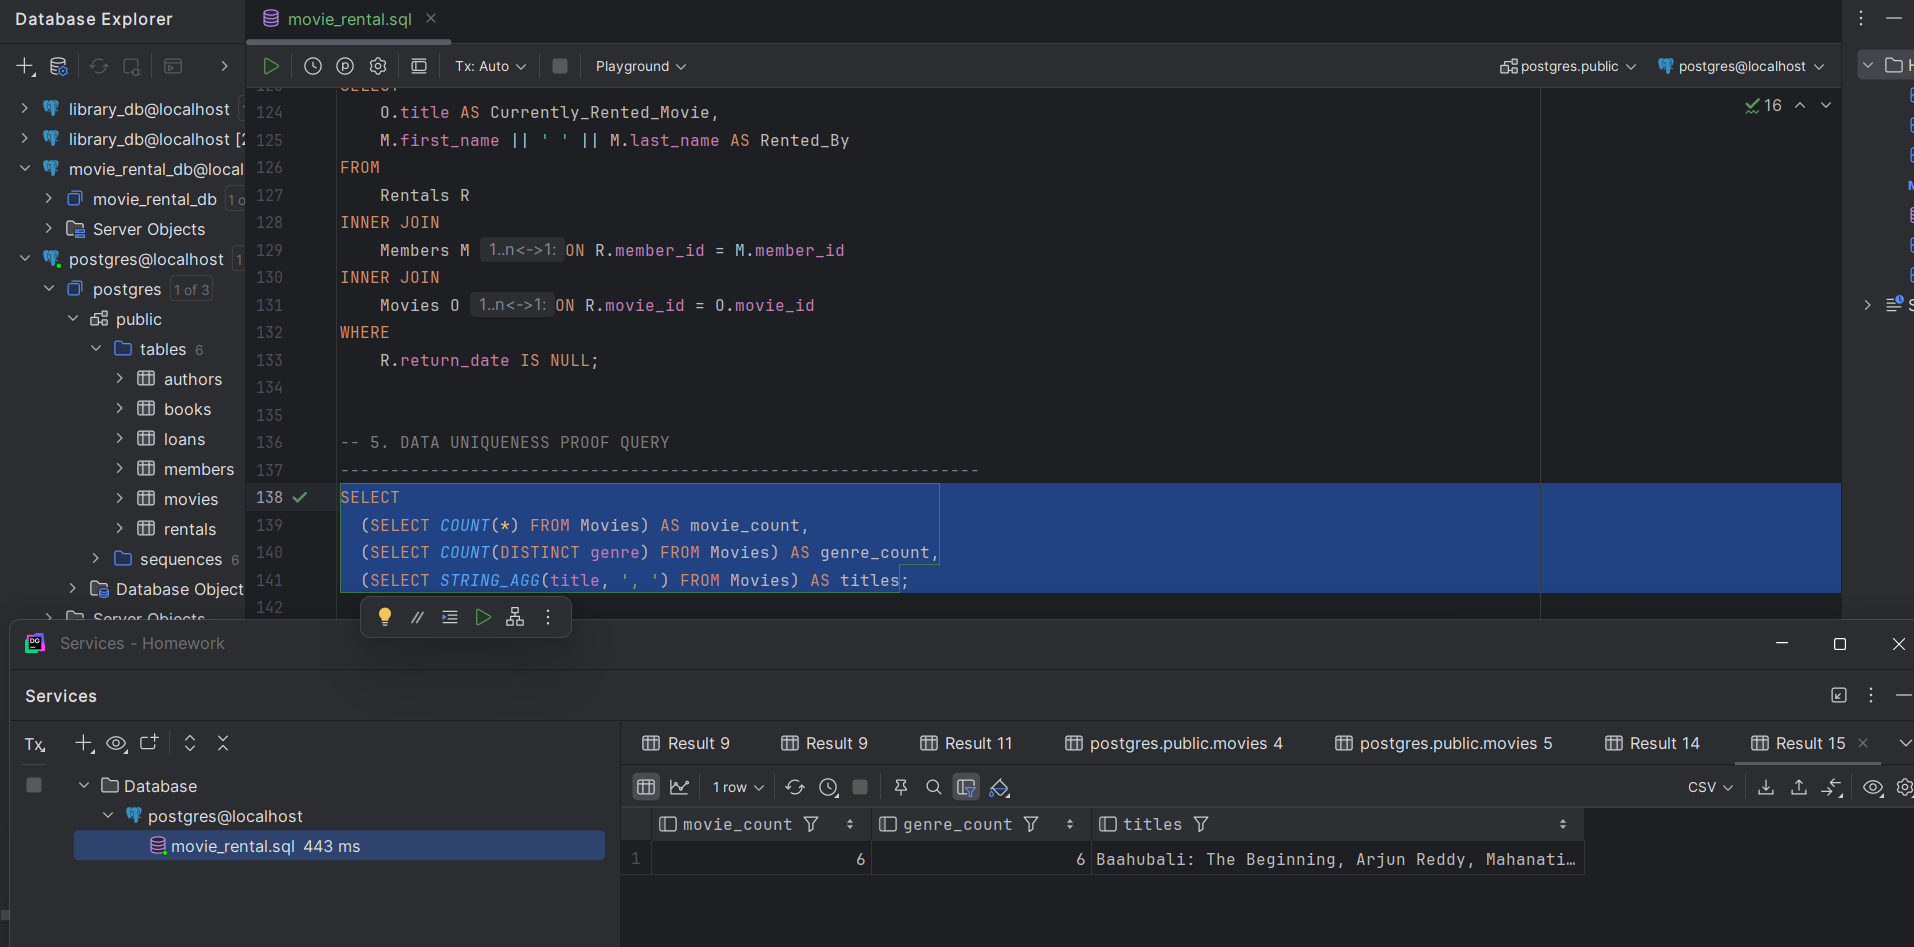 Database Explorer
movie_rental.sql
Tx: Auto
Playground
postgres.public
postgres@localhost
library_db@localhost
library_db@localhost [2
movie_rental_db@local
movie_rental_db 1 o
Server Objects
postgres@localhost 1
postgres 1 of 3
public
tables 6
authors
books
loans
members
movies
rentals
sequences 6
Database Object
Server Objects
16
124 O.title AS Currently_Rented_Movie,
125 M.first_name || ' ' || M.last_name AS Rented_By
126 FROM
127 Rentals R
128 INNER JOIN
129 Members M 1..n<->1: ON R.member_id = M.member_id
130 INNER JOIN
131 Movies O 1..n<->1: ON R.movie_id = O.movie_id
132 WHERE
133 R.return_date IS NULL;
134
135
136 -- 5. DATA UNIQUENESS PROOF QUERY
137 ----------------------------------------------------------------
138 SELECT
139 (SELECT COUNT(*) FROM Movies) AS movie_count,
140 (SELECT COUNT(DISTINCT genre) FROM Movies) AS genre_count,
141 (SELECT STRING_AGG(title, ', ') FROM Movies) AS titles;
142
Services - Homework
Services
Tx
Database
postgres@localhost
movie_rental.sql 443 ms
Result 9
Result 9
Result 11
postgres.public.movies 4
postgres.public.movies 5
Result 14
Result 15
1 row
CSV
movie_count genre_count titles
1 6 6 Baahubali: The Beginning, Arjun Reddy, Mahanati…